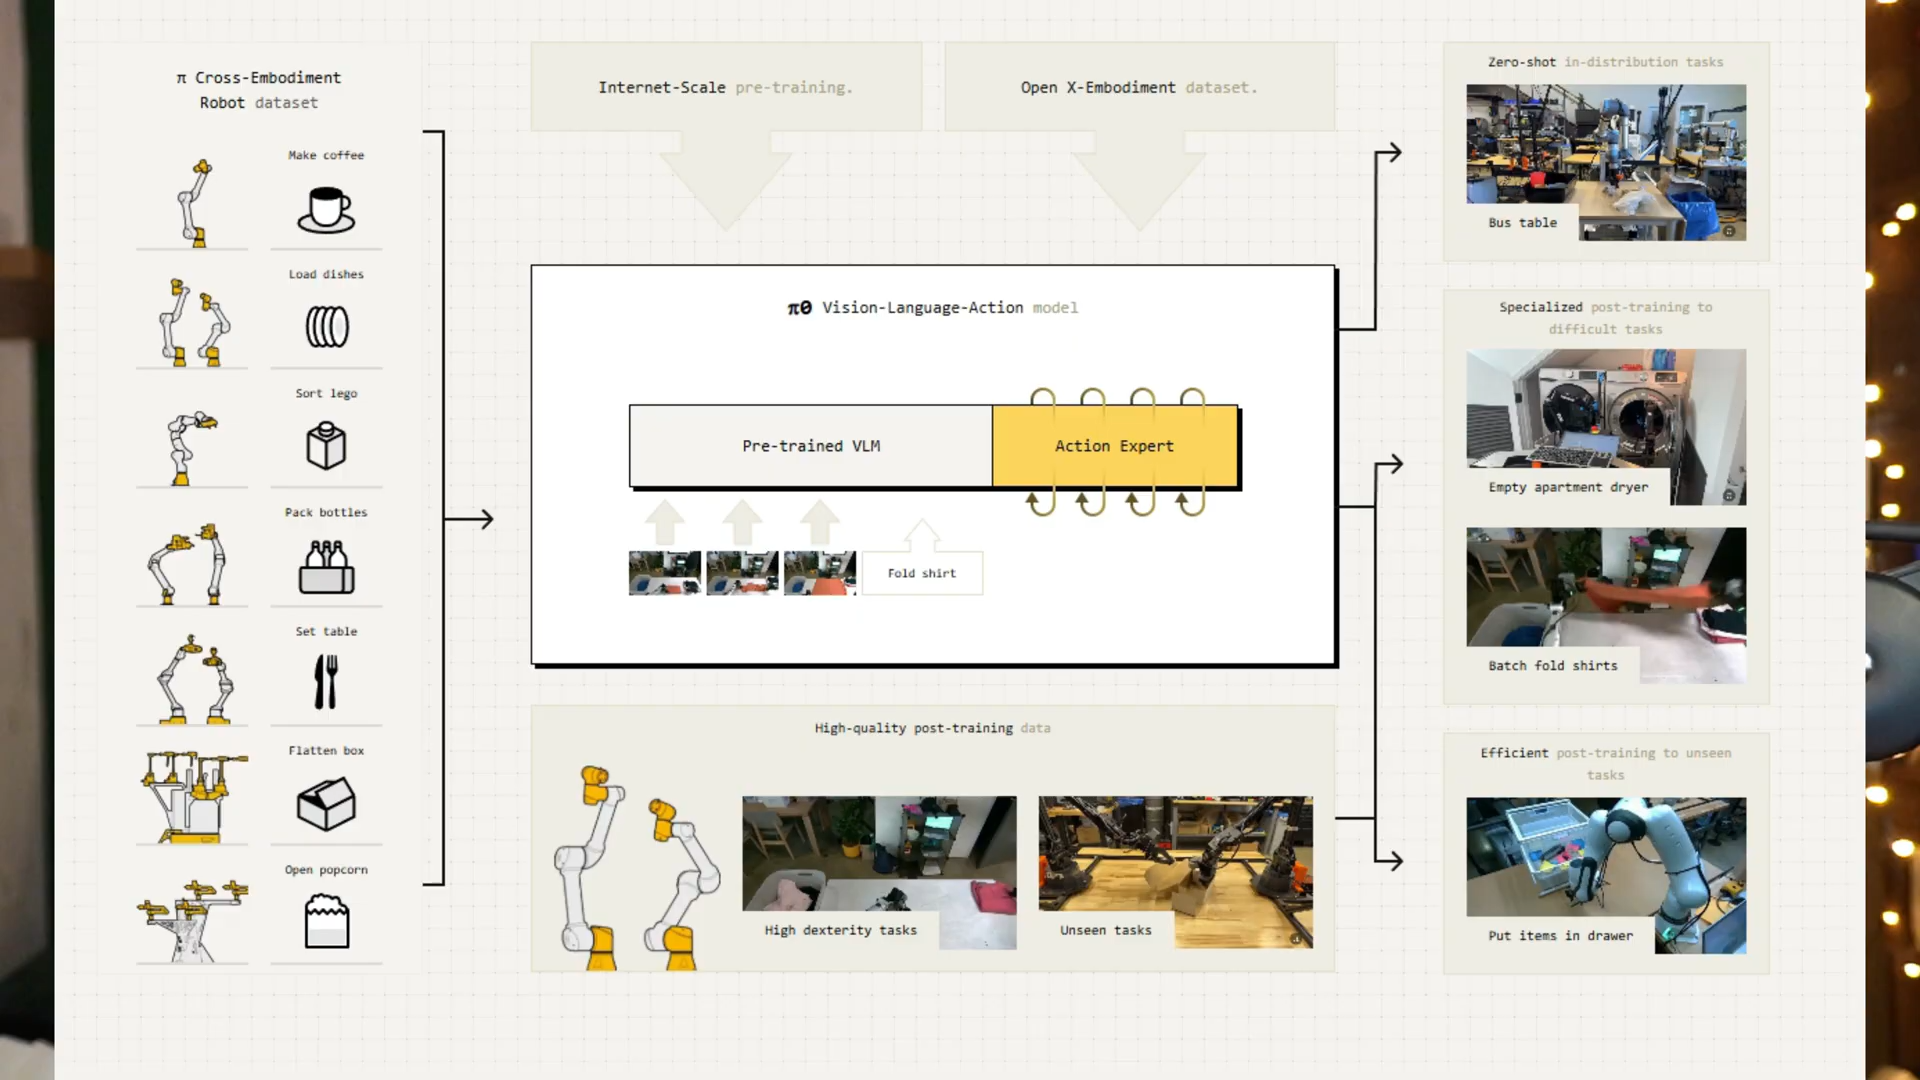 π Cross-Embodiment
Robot dataset
Make coffee
Load dishes
Sort lego
Pack bottles
Set table
Flatten box
Open popcorn
Internet-Scale pre-training.
Open X-Embodiment dataset.
π0 Vision-Language-Action model
Pre-trained VLM
Action Expert
Fold shirt
High-quality post-training data
High dexterity tasks
Unseen tasks
Zero-shot in-distribution tasks
Bus table
Specialized post-training to
difficult tasks
Empty apartment dryer
Batch fold shirts
Efficient post-training to unseen
tasks
Put items in drawer